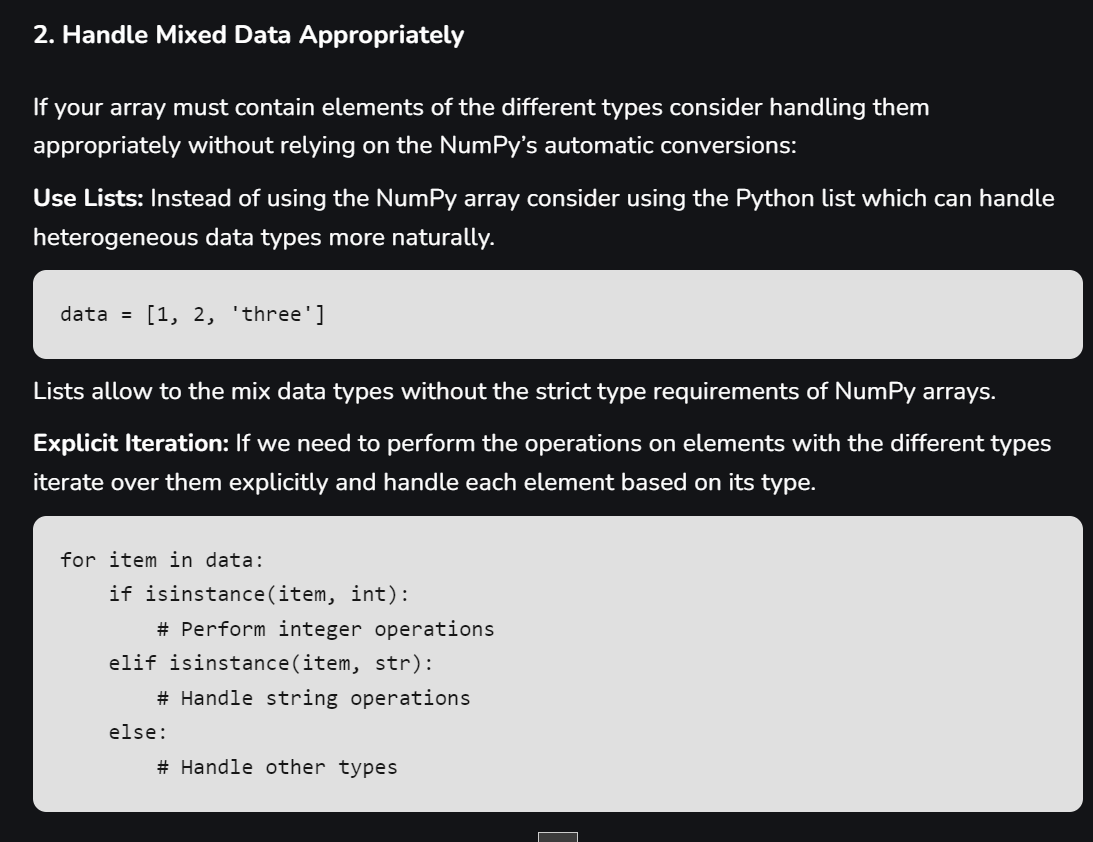 2. Handle Mixed Data Appropriately
If your array must contain elements of the different types consider handling them
appropriately without relying on the NumPy’s automatic conversions:
Use Lists: Instead of using the NumPy array consider using the Python list which can handle
heterogeneous data types more naturally.
data = [1, 2, 'three']
Lists allow to the mix data types without the strict type requirements of NumPy arrays.
Explicit Iteration: If we need to perform the operations on elements with the different types
iterate over them explicitly and handle each element based on its type.
for item in data:
    if isinstance(item, int):
        # Perform integer operations
    elif isinstance(item, str):
        # Handle string operations
    else:
        # Handle other types